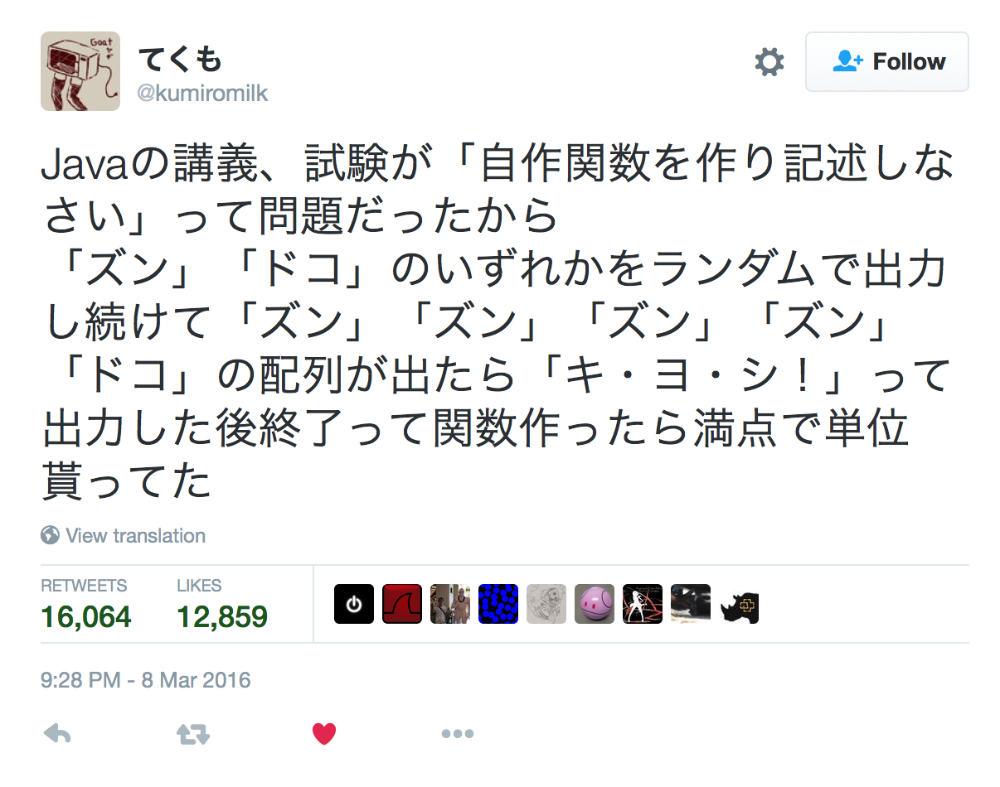 Goat
てくも
@kumiromilk
Follow
Javaの講義、試験が「自作関数を作り記述しな
さい」って問題だったから
「ズン」「ドコ」のいずれかをランダムで出力
し続けて「ズン」「ズン」「ズン」「ズン」
「ドコ」の配列が出たら「キ・ヨ・シ！」って
出力した後終了って関数作ったら満点で単位
貰ってた
View translation
RETWEETS LIKES
16,064 12,859
9:28 PM - 8 Mar 2016